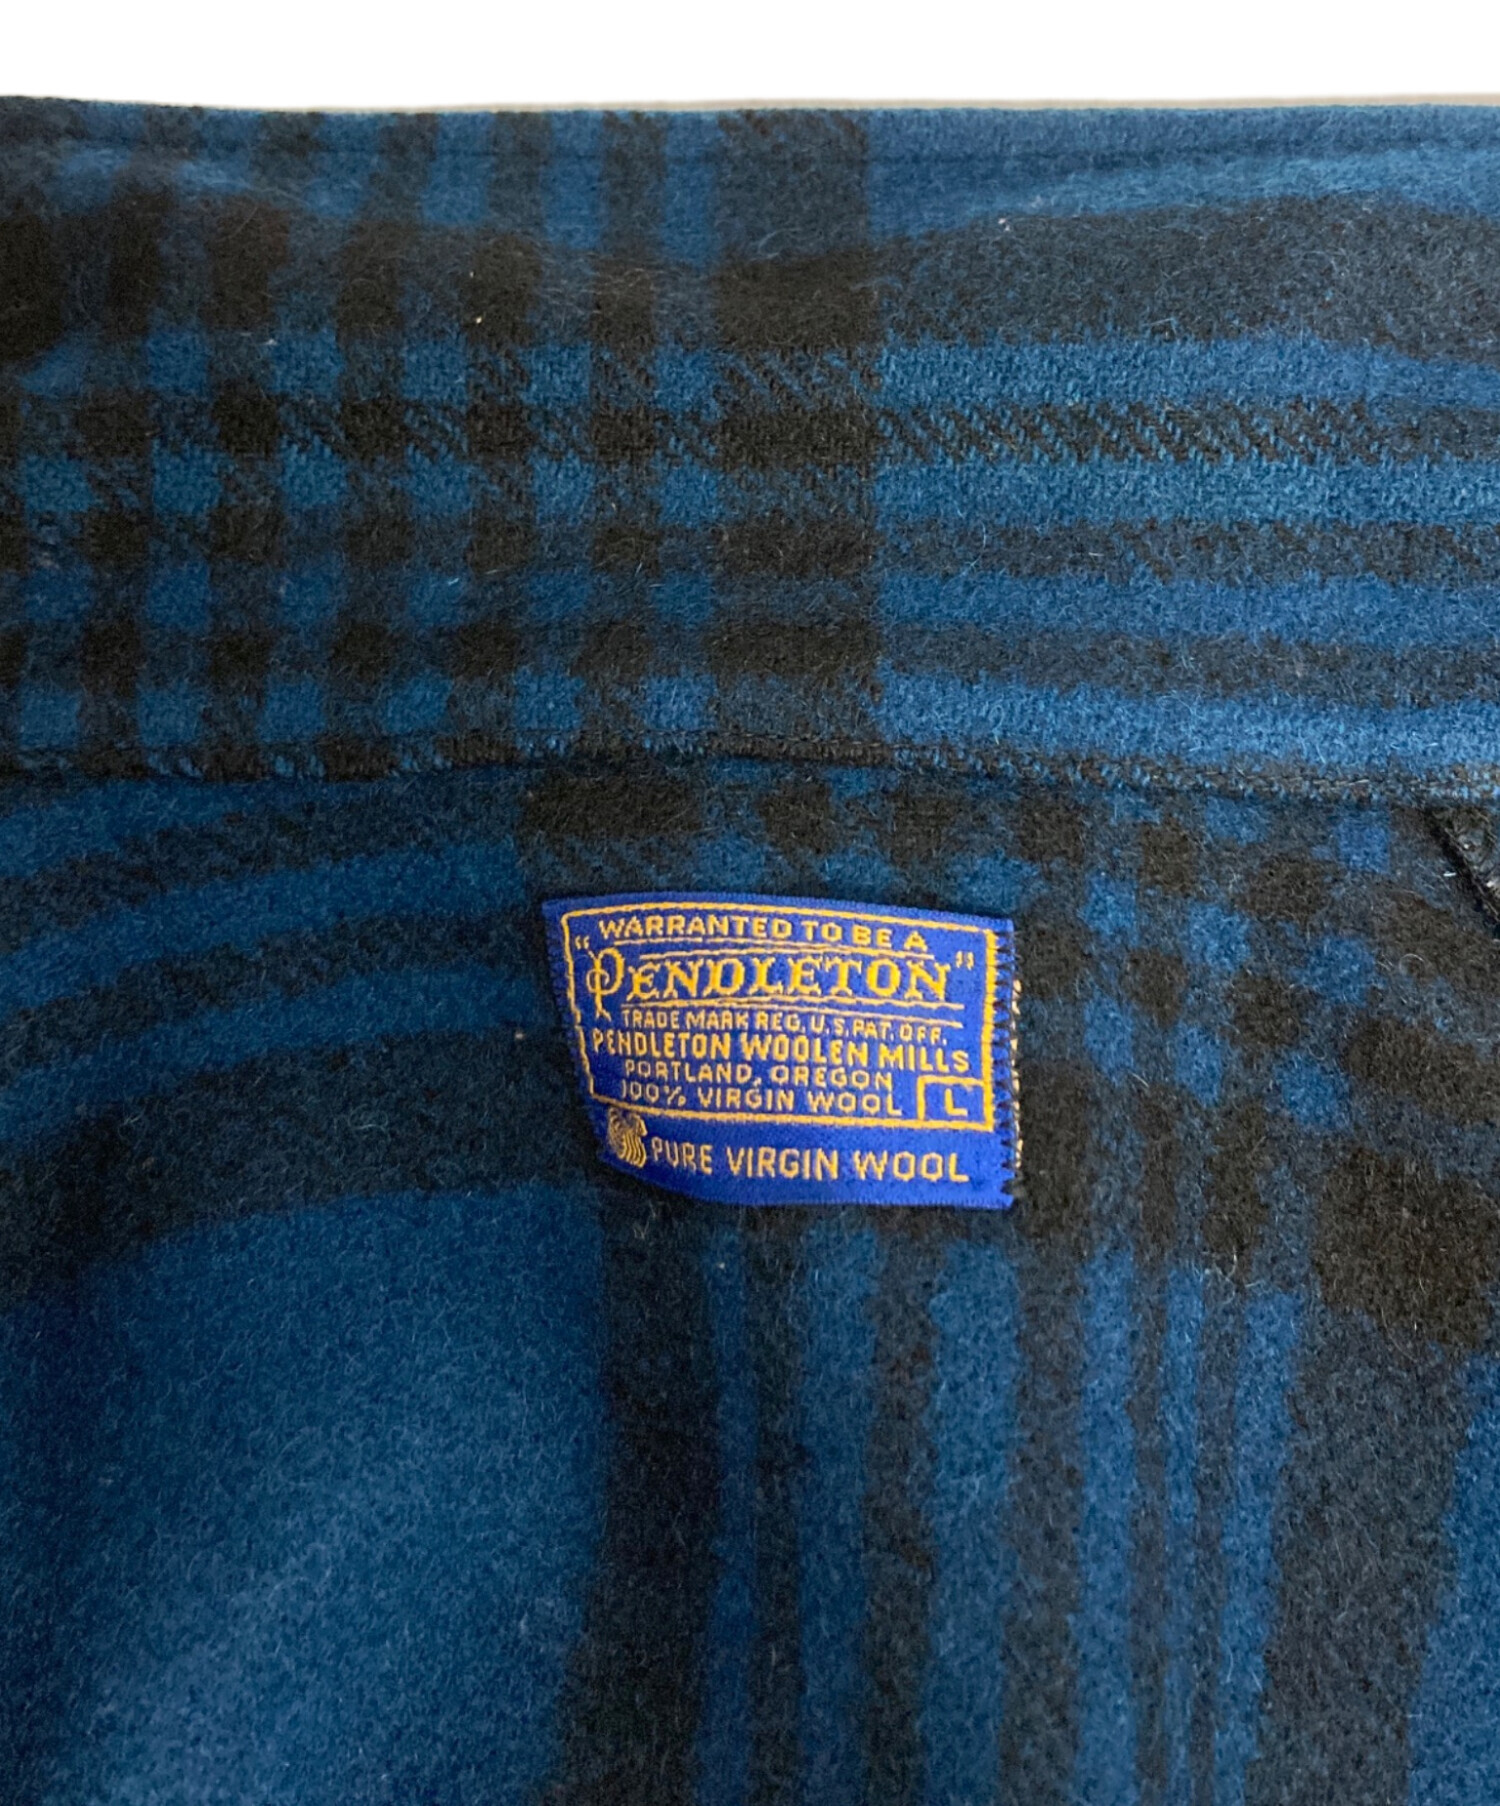 WARRANTED TO BE A
"PENDLETON"
TRADE MARK REG. U.S. PAT. OFF.
PENDLETON WOOLEN MILLS
PORTLAND, OREGON
100% VIRGIN WOOL L
PURE VIRGIN WOOL